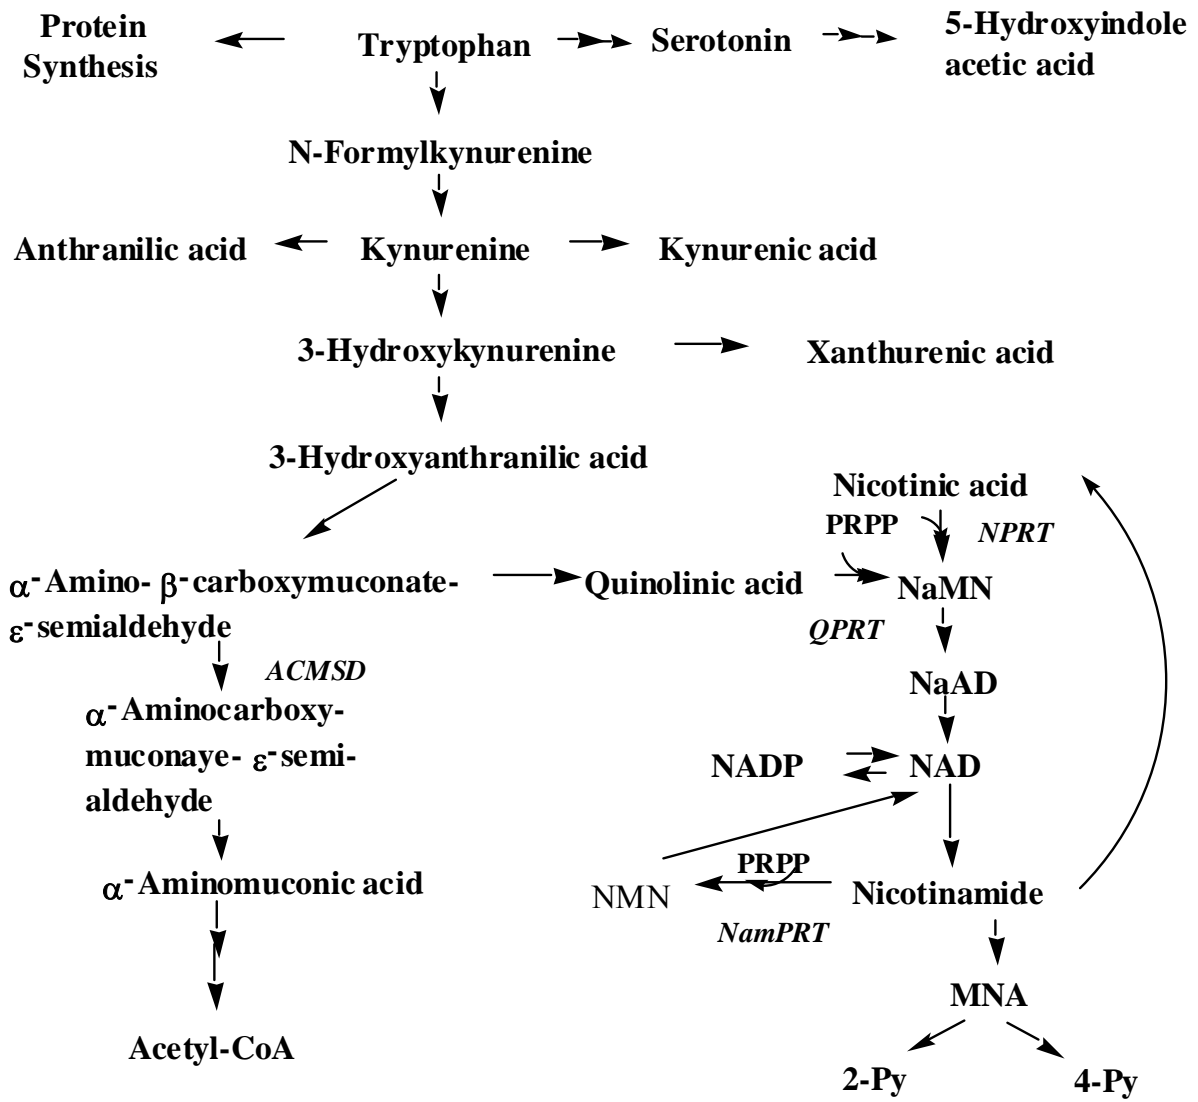 Protein
Synthesis
Tryptophan
Serotonin
5-Hydroxyindole
acetic acid
N-Formylkynurenine
Anthranilic acid
Kynurenine
Kynurenic acid
3-Hydroxykynurenine
Xanthurenic acid
3-Hydroxyanthranilic acid
Nicotinic acid
PRPP
NPRT
α-Amino- β-carboxymuconate-
ε-semialdehyde
Quinolinic acid
NaMN
QPRT
ACMSD
NaAD
α-Aminocarboxy-
muconaye- ε-semi-
aldehyde
NADP
NAD
PRPP
α-Aminomuconic acid
NMN
Nicotinamide
NamPRT
MNA
Acetyl-CoA
2-Py
4-Py